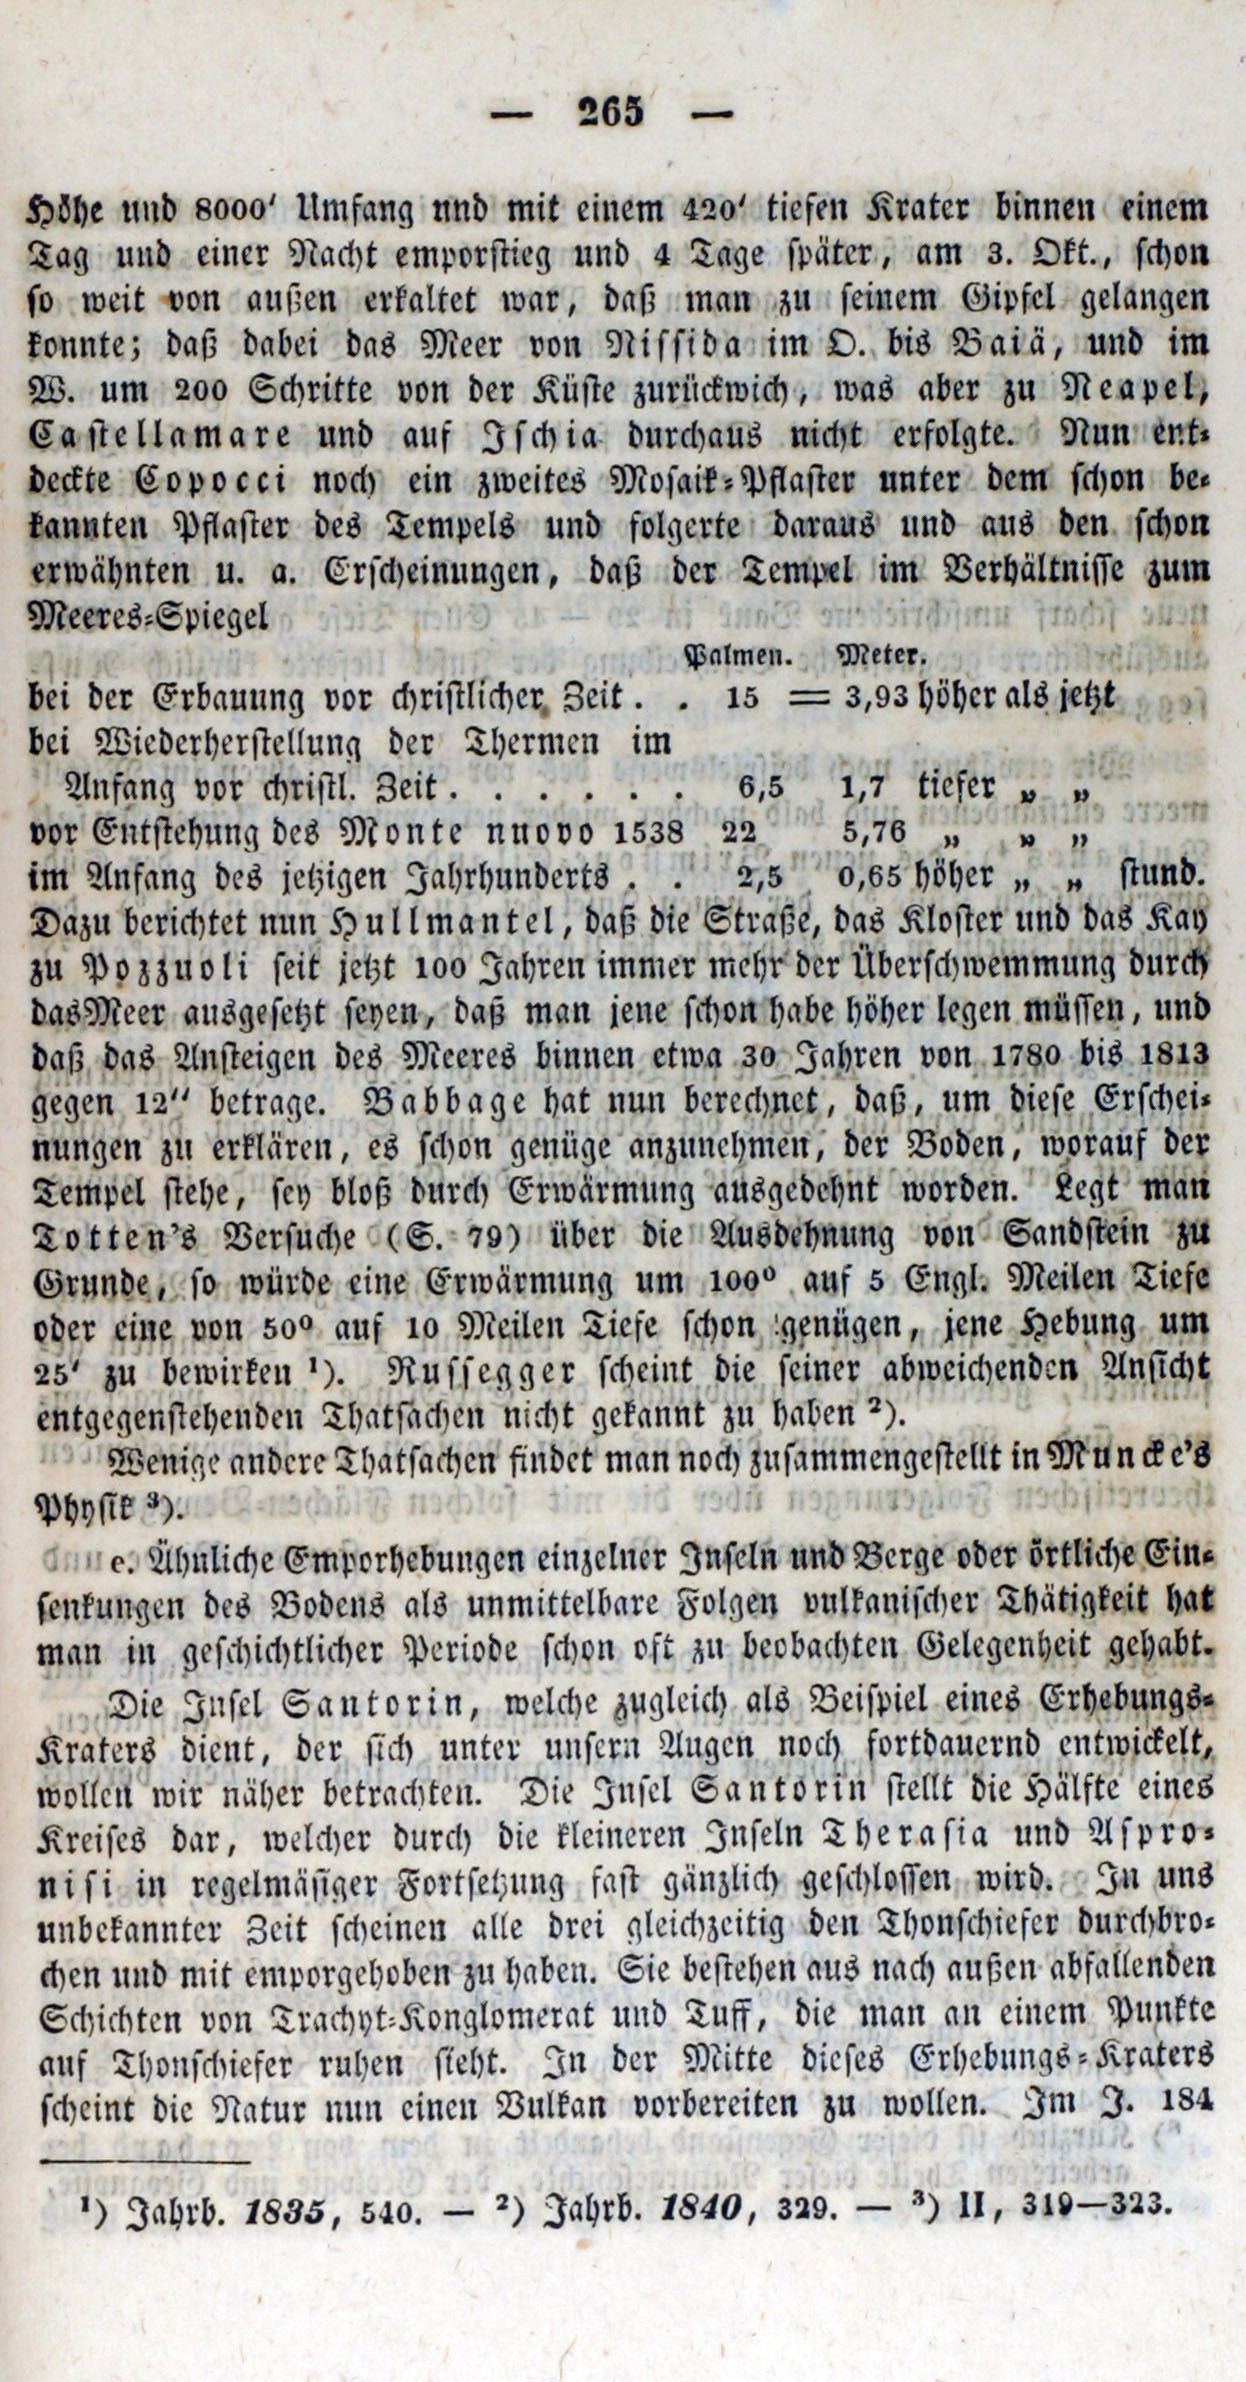 — 265 —
Höhe und 8000' Umfang und mit einem 420' tiefen Krater binnen einem
Tag und einer Nacht emporstieg und 4 Tage später, am 3. Okt., schon
so weit von außen erkaltet war, daß man zu seinem Gipfel gelangen
konnte; daß dabei das Meer von Nissida im O. bis Baiä, und im
W. um 200 Schritte von der Küste zurückwich, was aber zu Neapel,
Castellamare und auf Ischia durchaus nicht erfolgte. Nun ent-
deckte Copocci noch ein zweites Mosaik-Pflaster unter dem schon be-
kannten Pflaster des Tempels und folgerte daraus und aus den schon
erwähnten u. a. Erscheinungen, daß der Tempel im Verhältnisse zum
Meeres-Spiegel
Palmen. Meter.
bei der Erbauung vor christlicher Zeit . . 15 = 3,93 höher als jetzt
bei Wiederherstellung der Thermen im
Anfang vor christl. Zeit . . . . . . 6,5 1,7 tiefer „ „
vor Entstehung des Monte nuovo 1538 22 5,76 „ „ „
im Anfang des jetzigen Jahrhunderts . . 2,5 0,65 höher „ „ stund.
Dazu berichtet nun Hullmantel, daß die Straße, das Kloster und das Kay
zu Pozzuoli seit jetzt 100 Jahren immer mehr der Überschwemmung durch
das Meer ausgesetzt seyen, daß man jene schon habe höher legen müssen, und
daß das Ansteigen des Meeres binnen etwa 30 Jahren von 1780 bis 1813
gegen 12" betrage. Babbage hat nun berechnet, daß, um diese Erschei-
nungen zu erklären, es schon genüge anzunehmen, der Boden, worauf der
Tempel stehe, sey bloß durch Erwärmung ausgedehnt worden. Legt man
Totten's Versuche (S. 79) über die Ausdehnung von Sandstein zu
Grunde, so würde eine Erwärmung um 100° auf 5 Engl. Meilen Tiefe
oder eine von 50° auf 10 Meilen Tiefe schon genügen, jene Hebung um
25' zu bewirken ¹). Russegger scheint die seiner abweichenden Ansicht
entgegenstehenden Thatsachen nicht gekannt zu haben ²).
Wenige andere Thatsachen findet man noch zusammengestellt in Muncke's
Physik ³).
e. Ähnliche Emporhebungen einzelner Inseln und Berge oder örtliche Ein-
senkungen des Bodens als unmittelbare Folgen vulkanischer Thätigkeit hat
man in geschichtlicher Periode schon oft zu beobachten Gelegenheit gehabt.
Die Insel Santorin, welche zugleich als Beispiel eines Erhebungs-
Kraters dient, der sich unter unsern Augen noch fortdauernd entwickelt,
wollen wir näher betrachten. Die Insel Santorin stellt die Hälfte eines
Kreises dar, welcher durch die kleineren Inseln Therasia und Aspro-
nisi in regelmäsiger Fortsetzung fast gänzlich geschlossen wird. In uns
unbekannter Zeit scheinen alle drei gleichzeitig den Thonschiefer durchbro-
chen und mit emporgehoben zu haben. Sie bestehen aus nach außen abfallenden
Schichten von Trachyt-Konglomerat und Tuff, die man an einem Punkte
auf Thonschiefer ruhen sieht. In der Mitte dieses Erhebungs-Kraters
scheint die Natur nun einen Vulkan vorbereiten zu wollen. Im J. 184
¹) Jahrb. 1835, 540. — ²) Jahrb. 1840, 329. — ³) II, 319—323.